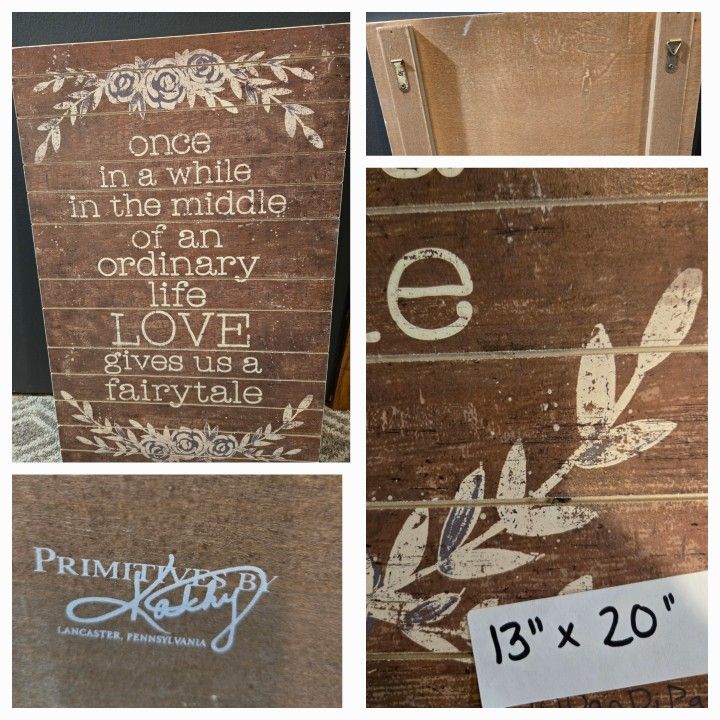 once
in a while
in the middle
of an
ordinary
life
LOVE
gives us a
fairytale
e
PRIMITIVES BY
Kathy
LANCASTER, PENNSYLVANIA
13" x 20"